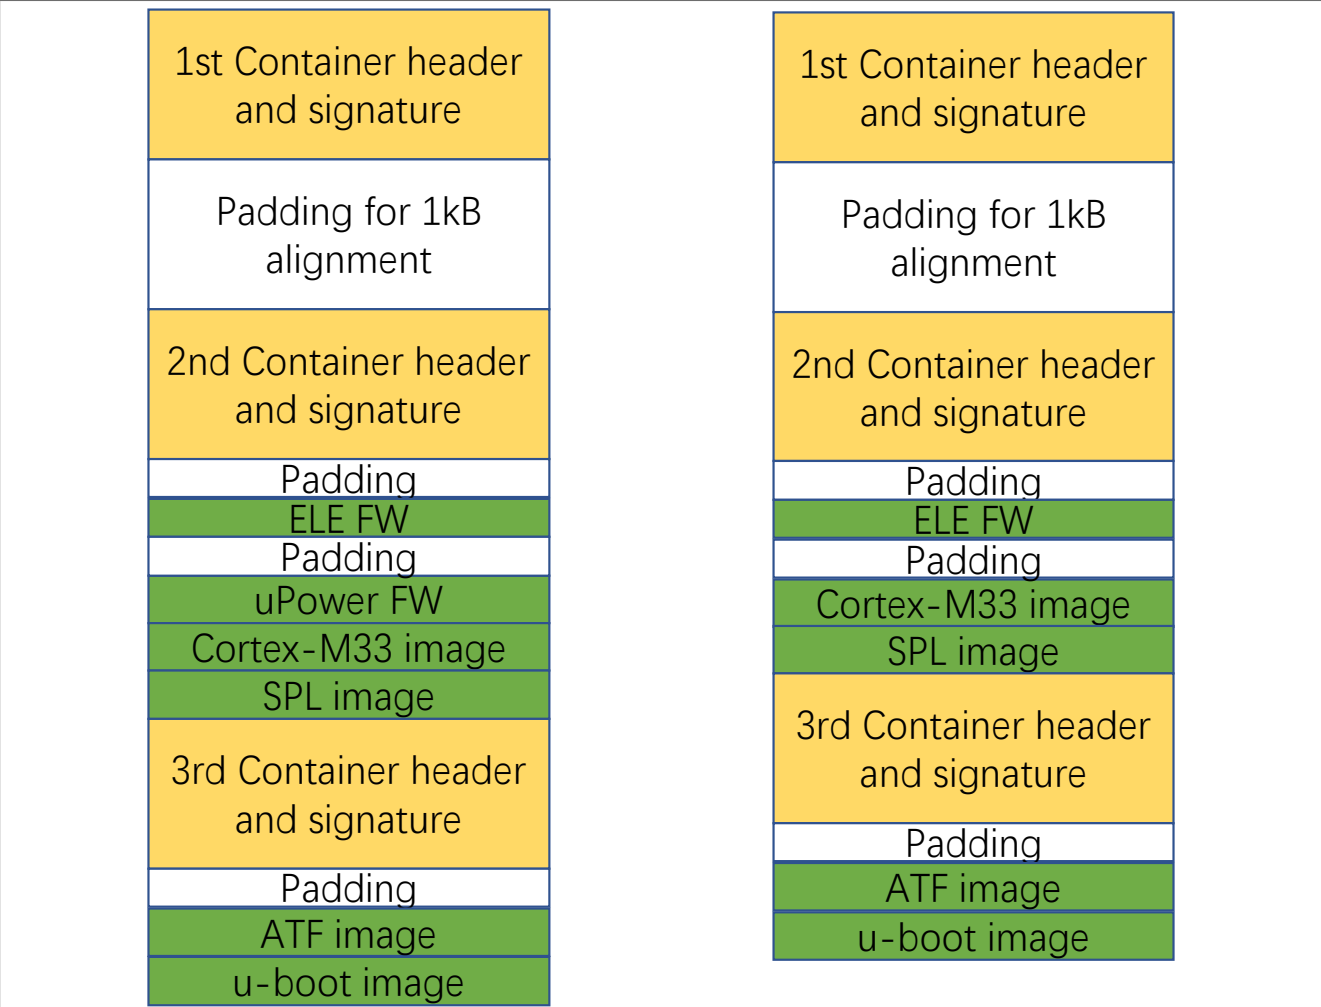 1st Container header
and signature
Padding for 1kB
alignment
2nd Container header
and signature
Padding
ELE FW
Padding
uPower FW
Cortex-M33 image
SPL image
3rd Container header
and signature
Padding
ATF image
u-boot image
1st Container header
and signature
Padding for 1kB
alignment
2nd Container header
and signature
Padding
ELE FW
Padding
Cortex-M33 image
SPL image
3rd Container header
and signature
Padding
ATF image
u-boot image